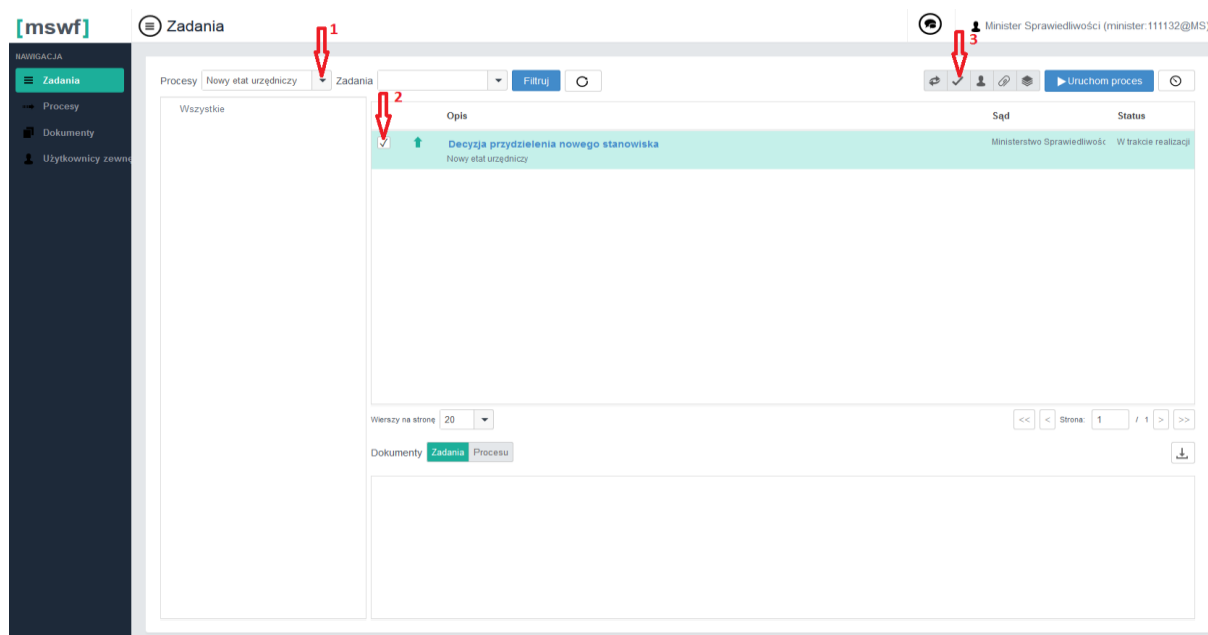 [mswf]
Zadania
1
Minister Sprawiedliwości (minister:111132@MS)
3
NAWIGACJA
Zadania
Procesy
Dokumenty
Użytkownicy zewnę
Procesy Nowy etat urzędniczy Zadania Filtruj
Uruchom proces
Wszystkie
2
Opis Sąd Status
Decyzja przydzielenia nowego stanowiska Ministerstwo Sprawiedliwośc W trakcie realizacji
Nowy etat urzędniczy
Wierszy na stronę 20
<< < Strona: 1 / 1 > >>
Dokumenty Zadania Procesu